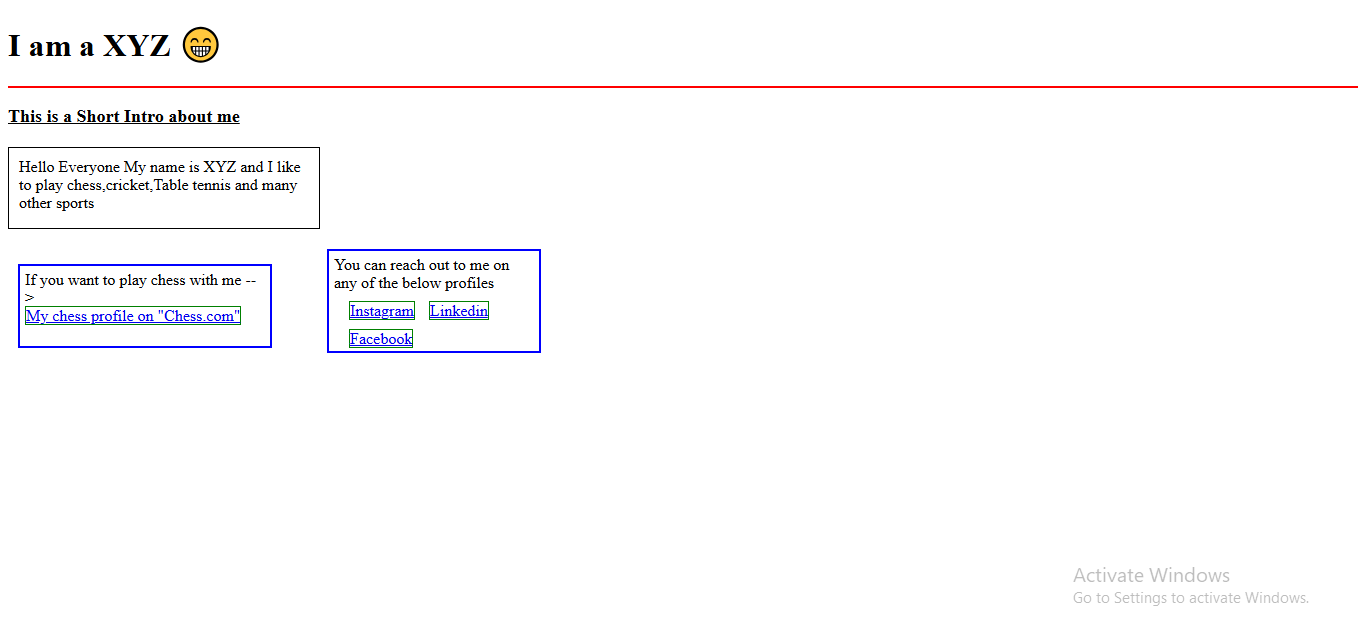 I am a XYZ 😁
This is a Short Intro about me
Hello Everyone My name is XYZ and I like
to play chess,cricket,Table tennis and many
other sports
If you want to play chess with me --
>
My chess profile on "Chess.com"
You can reach out to me on
any of the below profiles
Instagram Linkedin
Facebook
Activate Windows
Go to Settings to activate Windows.